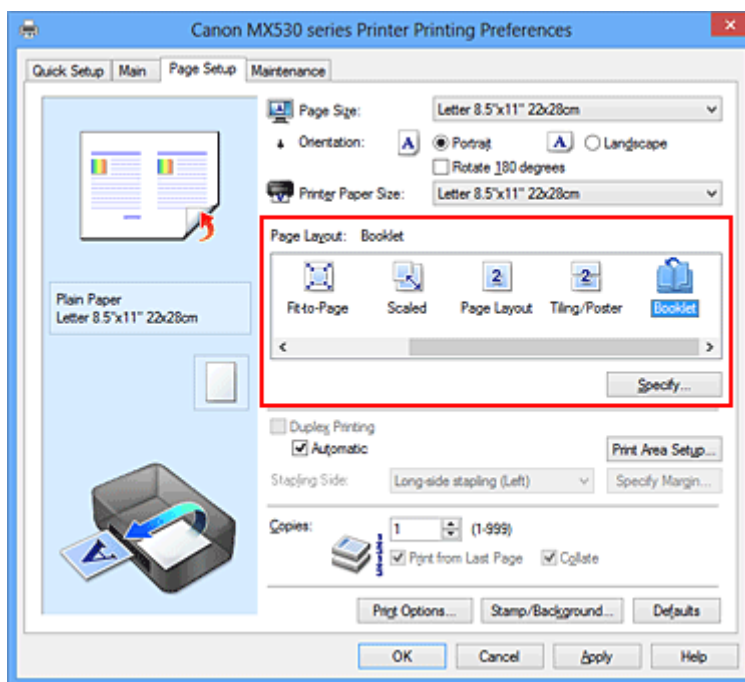 Canon MX530 series Printer Printing Preferences
Quick Setup Main Page Setup Maintenance
Page Size: Letter 8.5"x11" 22x28cm
Orientation: A Portrait A Landscape
Rotate 180 degrees
Printer Paper Size: Letter 8.5"x11" 22x28cm
Page Layout: Booklet
Fit-to-Page Scaled Page Layout Tiling/Poster Booklet
Specify...
Plain Paper
Letter 8.5"x11" 22x28cm
Duplex Printing
Automatic Print Area Setup...
Stapling Side: Long-side stapling (Left) Specify Margin...
Copies: 1 (1-999)
Print from Last Page Collate
Print Options... Stamp/Background... Defaults
OK Cancel Apply Help